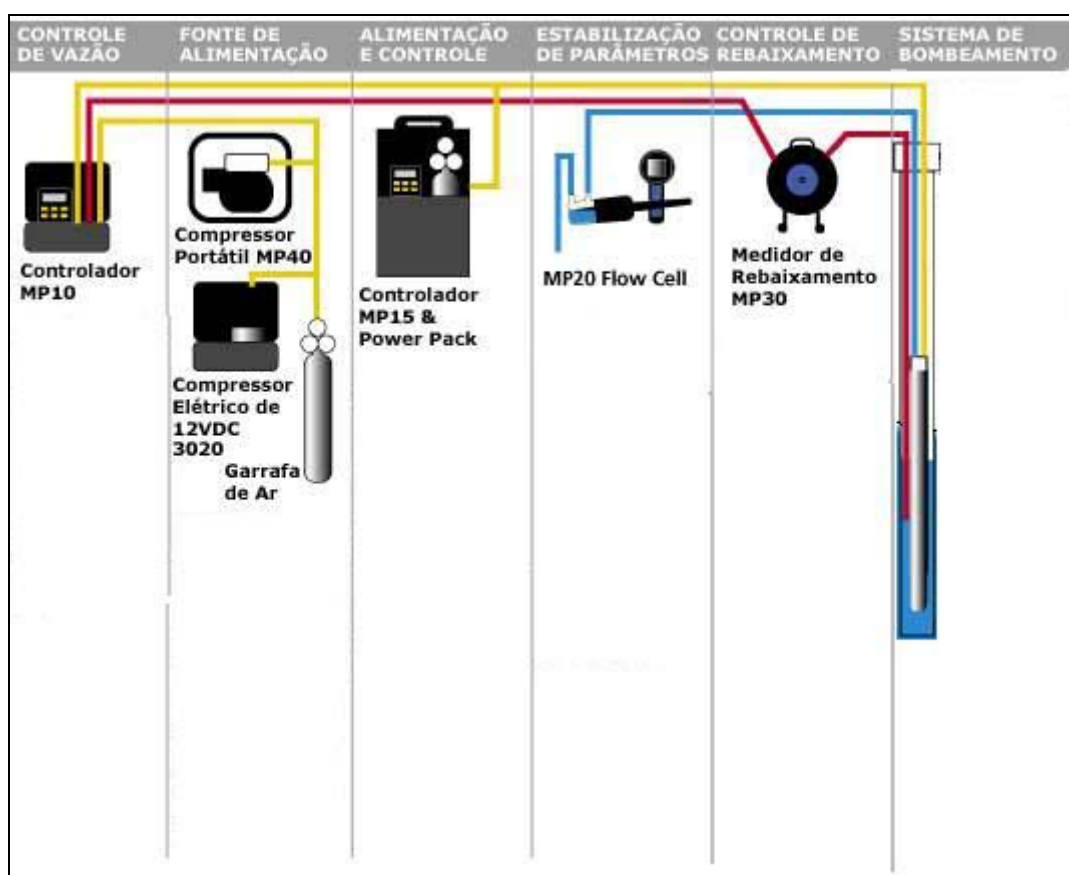 CONTROLE
DE VAZÃO
FONTE DE
ALIMENTAÇÃO
ALIMENTAÇÃO
E CONTROLE
ESTABILIZAÇÃO
DE PARÂMETROS
CONTROLE DE
REBAIXAMENTO
SISTEMA DE
BOMBEAMENTO
Controlador
MP10
Compressor
Portátil MP40
Compressor
Elétrico de
12VDC
3020
Garrafa
de Ar
Controlador
MP15 &
Power Pack
MP20 Flow Cell
Medidor de
Rebaixamento
MP30